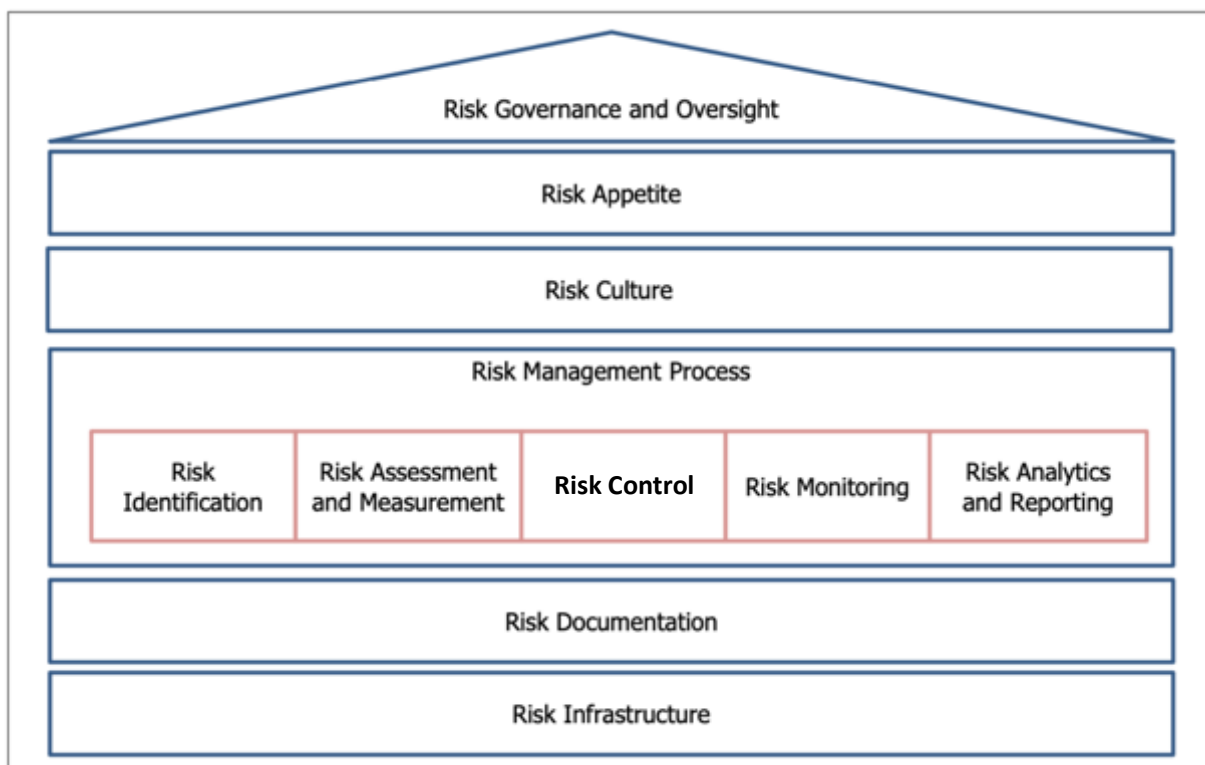 Risk Governance and Oversight
Risk Appetite
Risk Culture
Risk Management Process
Risk
Identification
Risk Assessment
and Measurement
Risk Control
Risk Monitoring
Risk Analytics
and Reporting
Risk Documentation
Risk Infrastructure